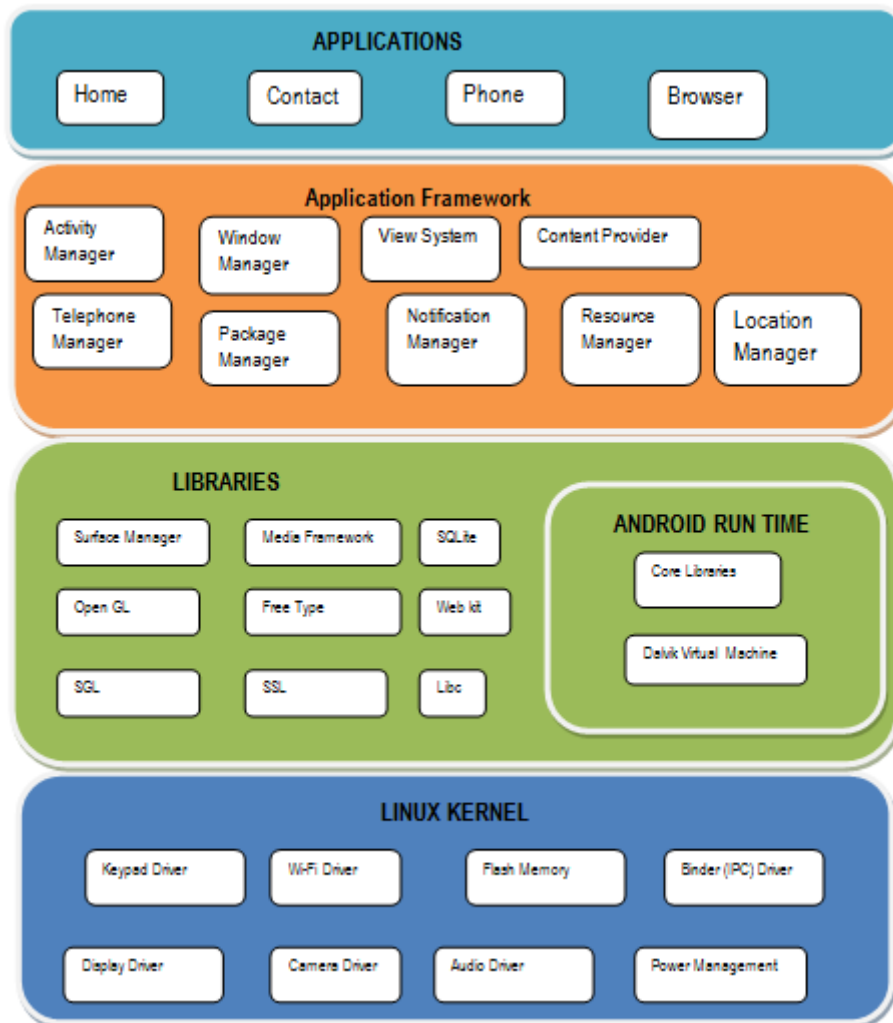 APPLICATIONS
Home
Contact
Phone
Browser
Application Framework
Activity
Manager
Window
Manager
View System
Content Provider
Telephone
Manager
Package
Manager
Notification
Manager
Resource
Manager
Location
Manager
LIBRARIES
Surface Manager
Media Framework
SQLite
Open GL
Free Type
Web kit
SGL
SSL
Libc
ANDROID RUN TIME
Core Libraries
Dalvik Virtual Machine
LINUX KERNEL
Keypad Driver
Wi-Fi Driver
Flash Memory
Binder (IPC) Driver
Display Driver
Camera Driver
Audio Driver
Power Management